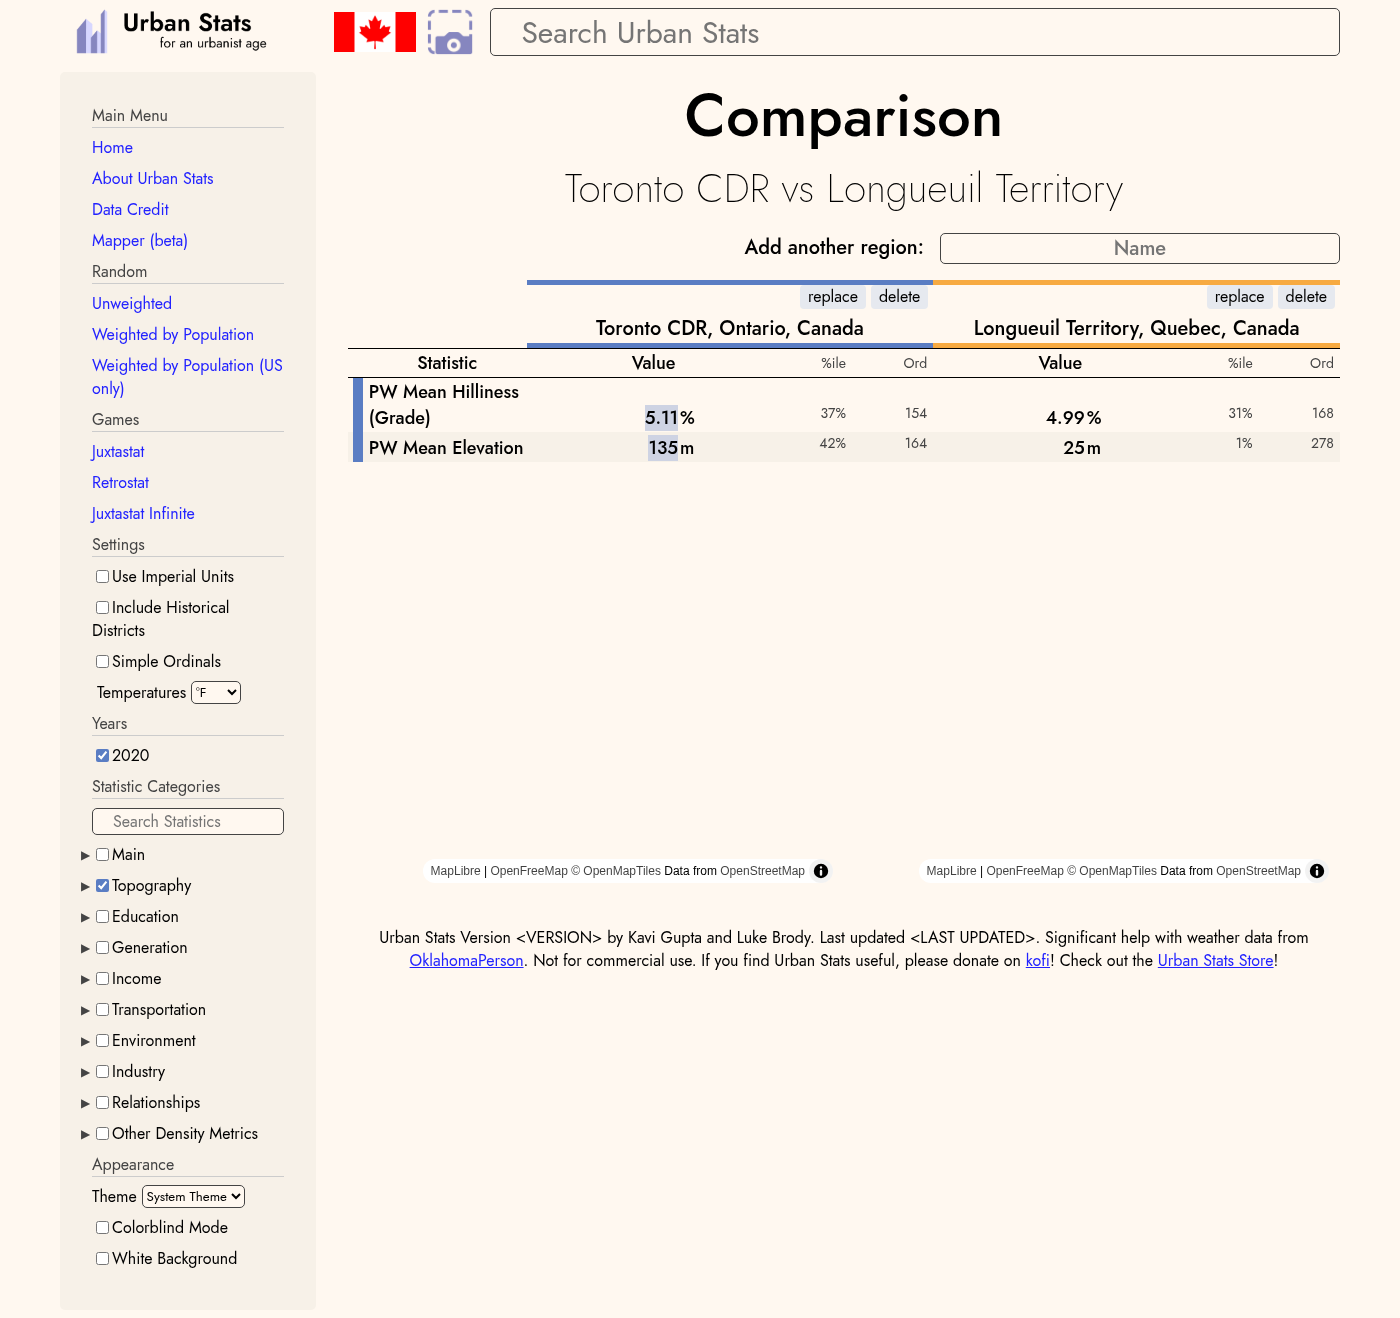 Urban Stats
for an urbanist age
Search Urban Stats
Main Menu
Home
About Urban Stats
Data Credit
Mapper (beta)
Random
Unweighted
Weighted by Population
Weighted by Population (US
only)
Games
Juxtastat
Retrostat
Juxtastat Infinite
Settings
Use Imperial Units
Include Historical
Districts
Simple Ordinals
Temperatures °F
Years
2020
Statistic Categories
Search Statistics
Main
Topography
Education
Generation
Income
Transportation
Environment
Industry
Relationships
Other Density Metrics
Appearance
Theme System Theme
Colorblind Mode
White Background
Comparison
Toronto CDR vs Longueuil Territory
Add another region: Name
replace delete replace delete
Toronto CDR, Ontario, Canada Longueuil Territory, Quebec, Canada
Statistic Value %ile Ord Value %ile Ord
PW Mean Hilliness
(Grade) 5.11% 37% 154 4.99% 31% 168
PW Mean Elevation 135m 42% 164 25m 1% 278
MapLibre | OpenFreeMap © OpenMapTiles Data from OpenStreetMap MapLibre | OpenFreeMap © OpenMapTiles Data from OpenStreetMap
Urban Stats Version <VERSION> by Kavi Gupta and Luke Brody. Last updated <LAST UPDATED>. Significant help with weather data from
OklahomaPerson. Not for commercial use. If you find Urban Stats useful, please donate on kofi! Check out the Urban Stats Store!